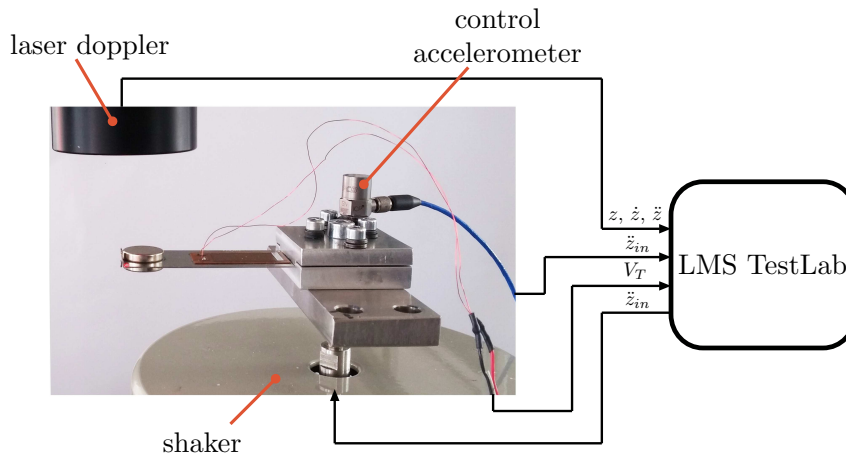 control
accelerometer
laser doppler
z, ż, z̈
z̈_in
V_T
z̈_in
LMS TestLab
shaker